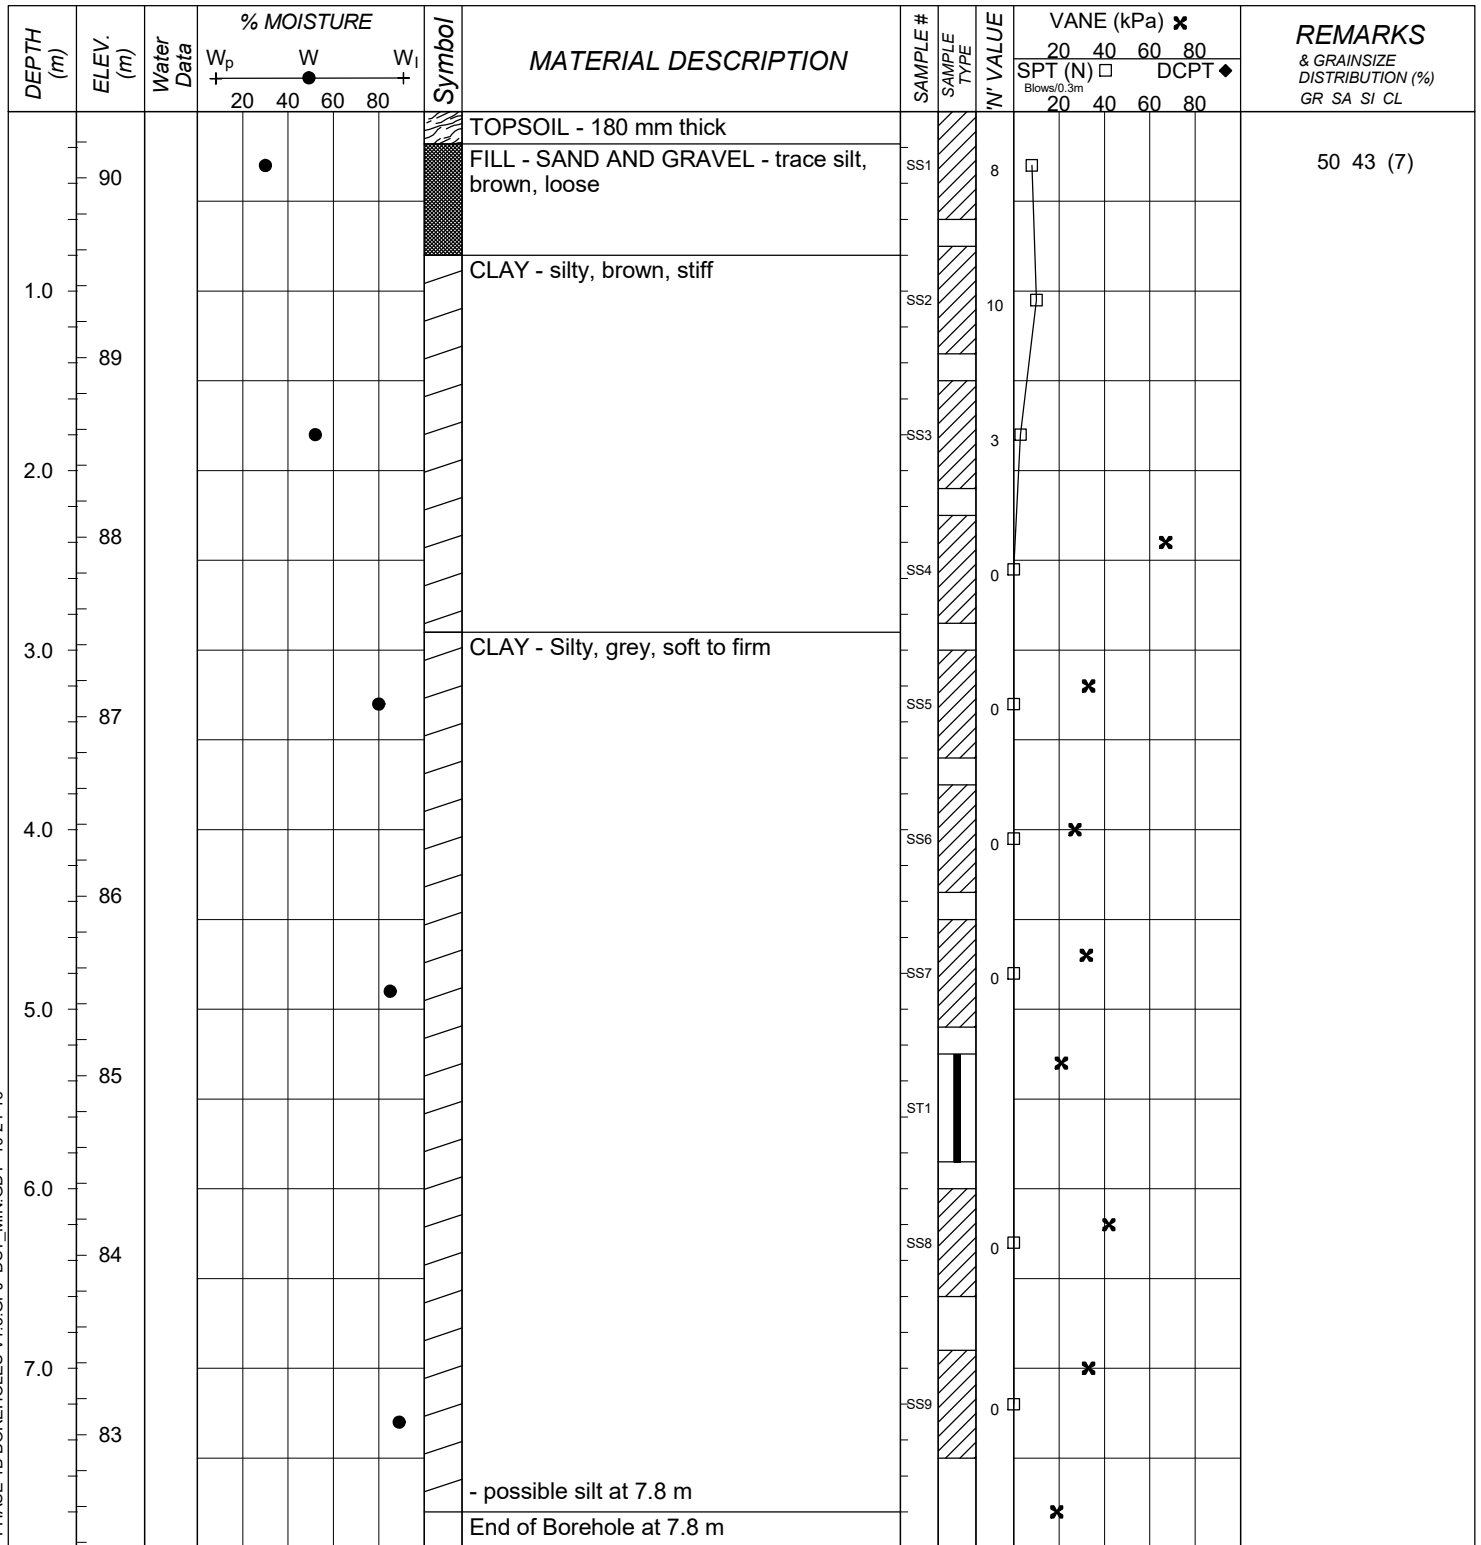 DEPTH (m)
ELEV. (m)
Water Data
% MOISTURE
Wp W Wl
20 40 60 80
Symbol
MATERIAL DESCRIPTION
SAMPLE #
SAMPLE TYPE
'N' VALUE
VANE (kPa)
20 40 60 80
SPT (N) DCPT
Blows/0.3m
20 40 60 80
REMARKS
& GRAINSIZE
DISTRIBUTION (%)
GR SA SI CL
TOPSOIL - 180 mm thick
FILL - SAND AND GRAVEL - trace silt,
brown, loose
90
SS1
8
50 43 (7)
CLAY - silty, brown, stiff
1.0
SS2
10
89
SS3
3
2.0
88
SS4
0
CLAY - Silty, grey, soft to firm
3.0
SS5
0
87
4.0
SS6
0
86
SS7
0
5.0
85
ST1
6.0
SS8
0
84
7.0
SS9
0
83
- possible silt at 7.8 m
End of Borehole at 7.8 m